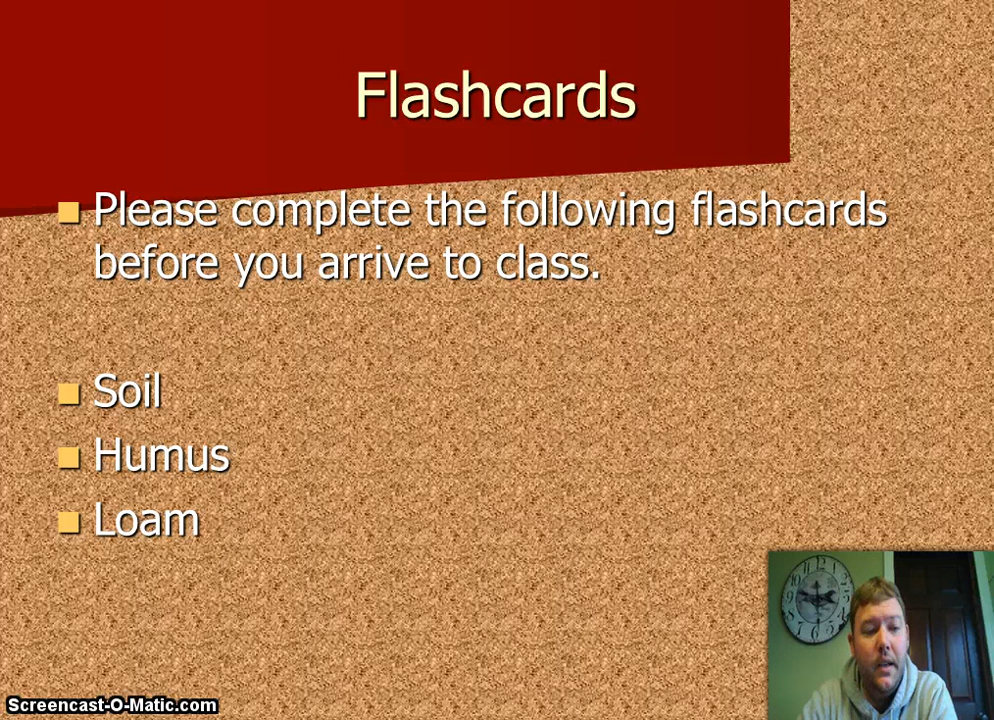 Flashcards
Please complete the following flashcards
before you arrive to class.
Soil
Humus
Loam
Screencast-O-Matic.com